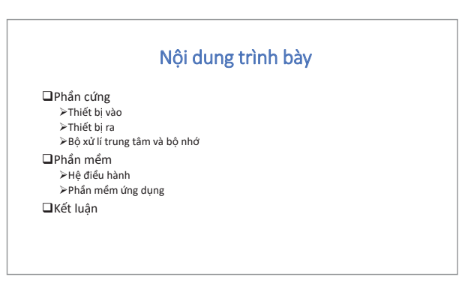 Nội dung trình bày
❑Phần cứng
➢Thiết bị vào
➢Thiết bị ra
➢Bộ xử lí trung tâm và bộ nhớ
❑Phần mềm
➢Hệ điều hành
➢Phần mềm ứng dụng
❑Kết luận